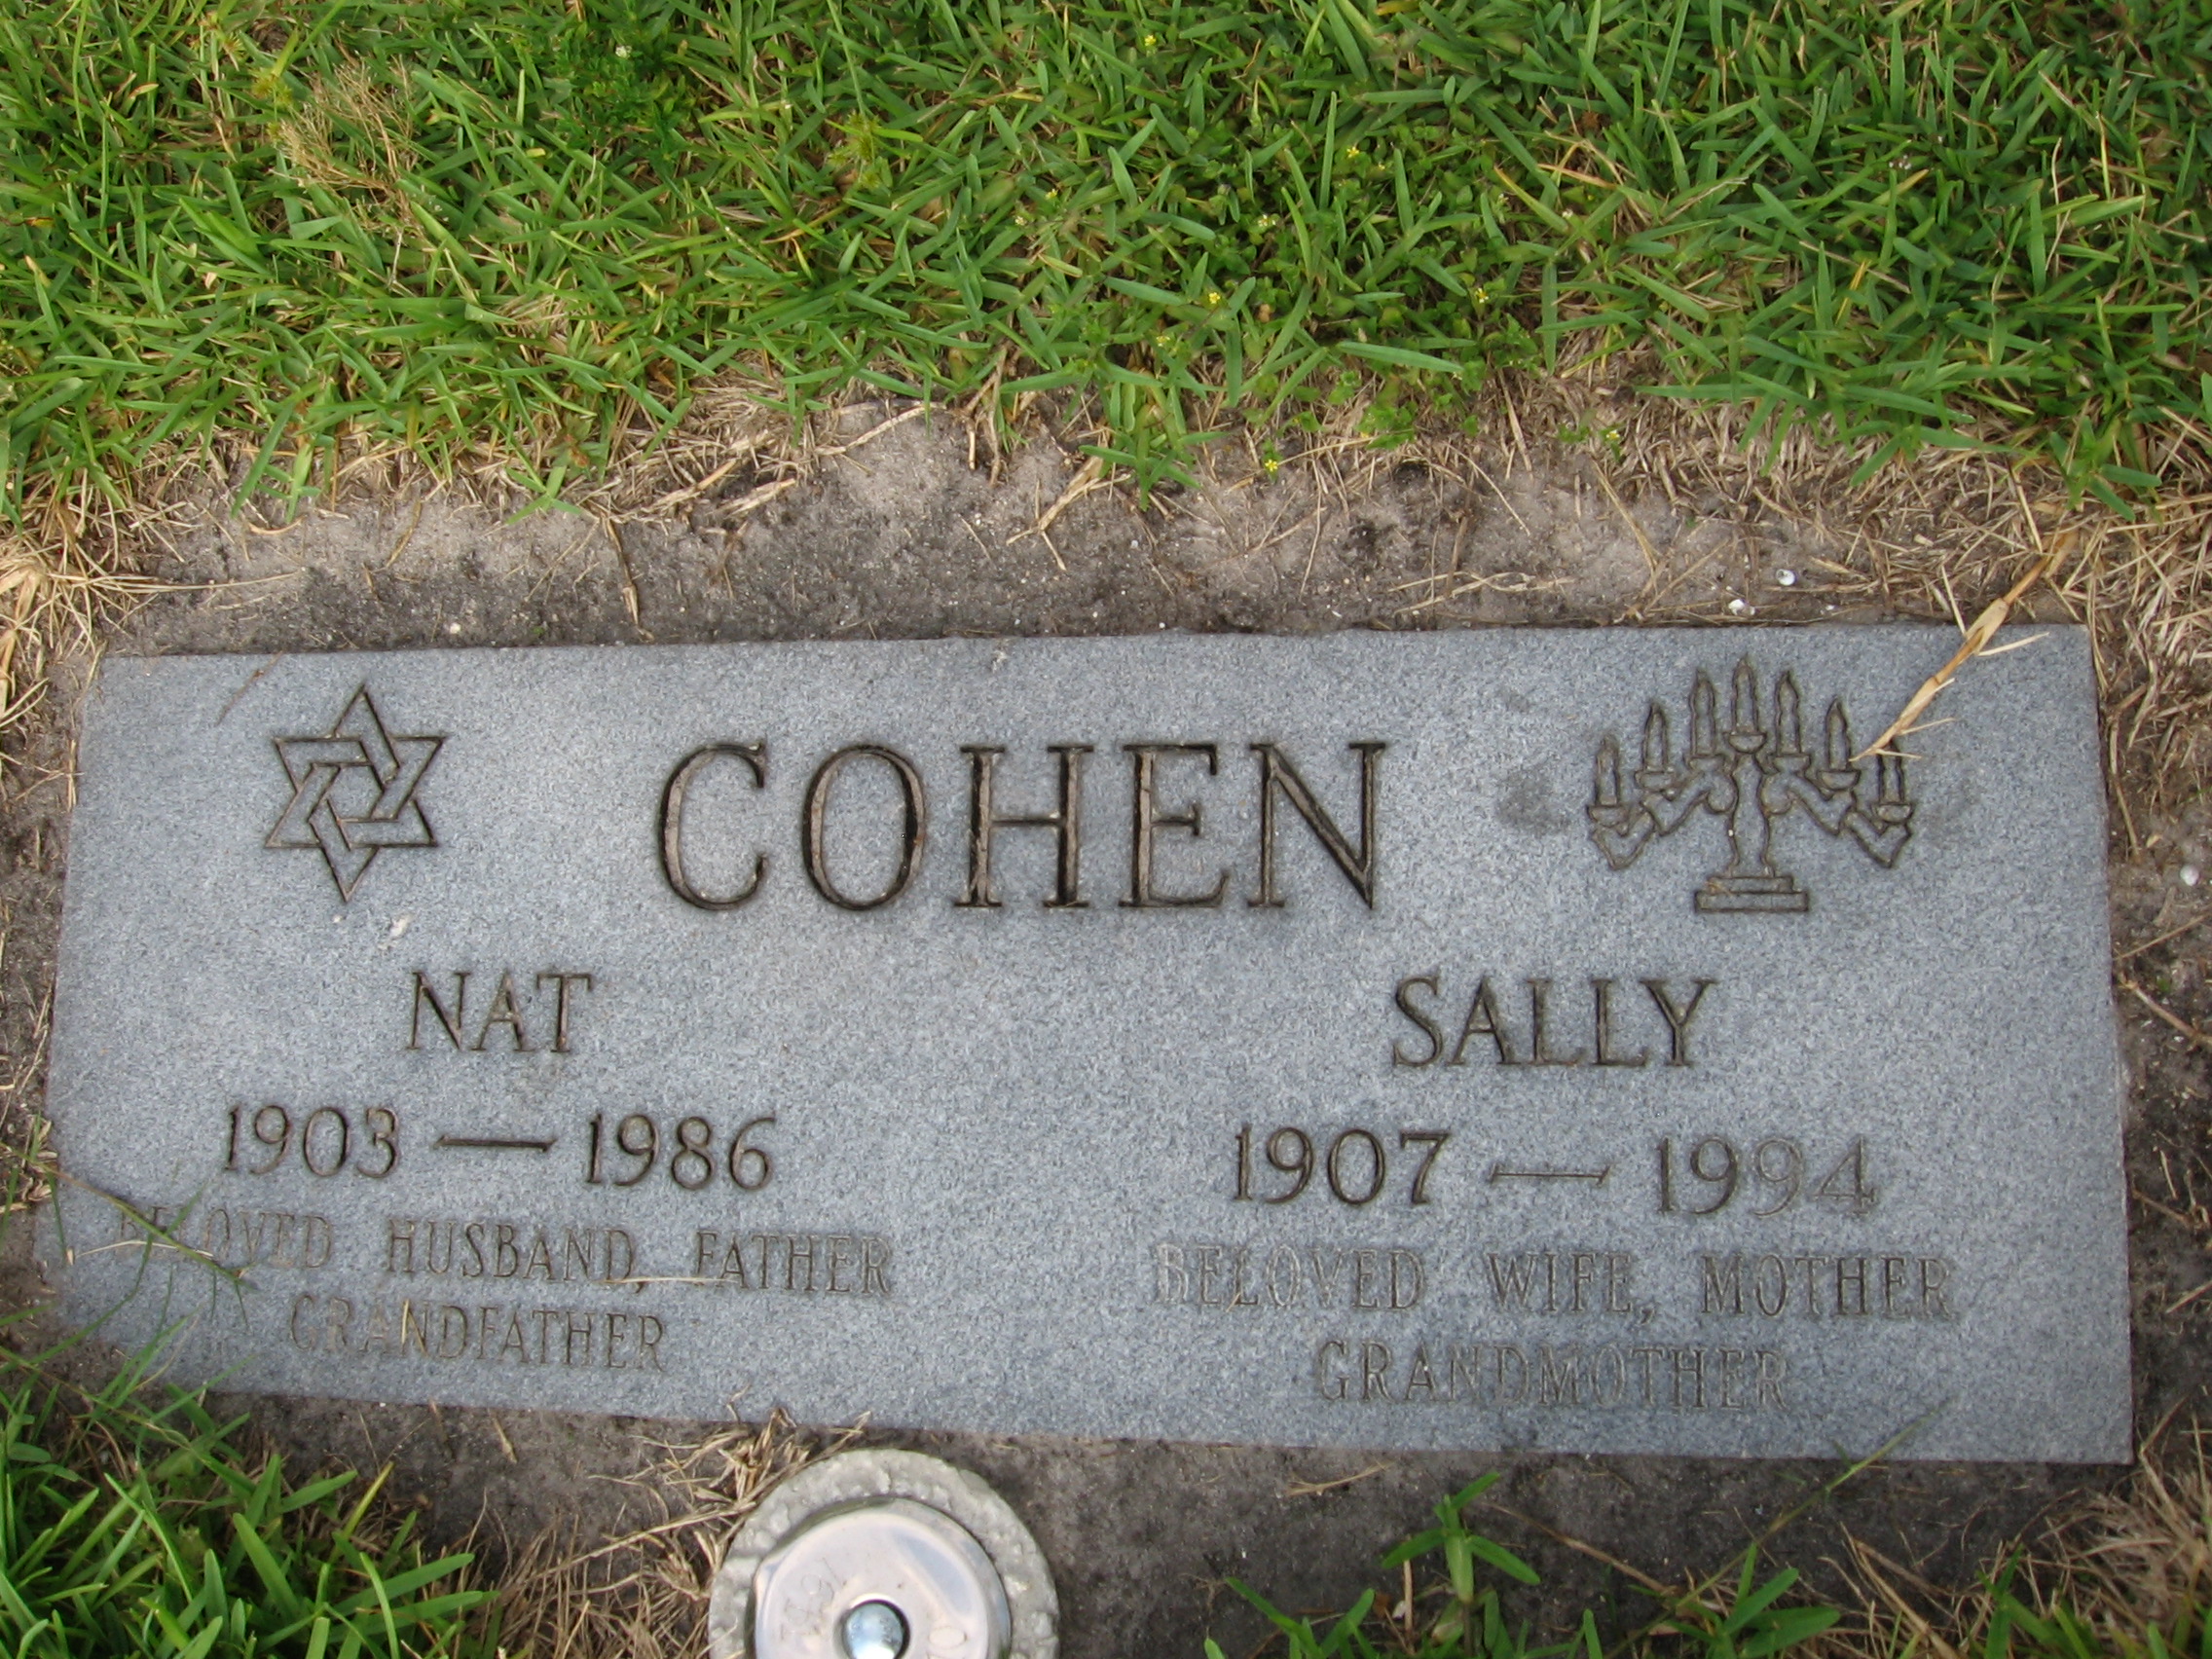 COHEN
NAT
1903 — 1986
BELOVED HUSBAND, FATHER
GRANDFATHER
SALLY
1907 — 1994
BELOVED WIFE, MOTHER
GRANDMOTHER